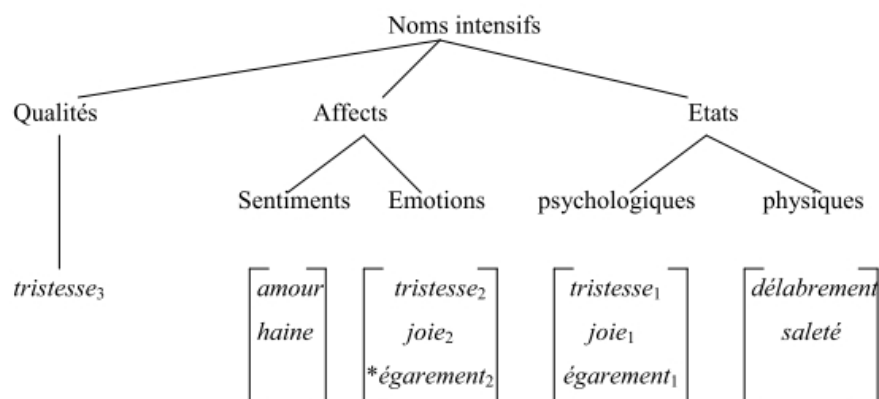 Noms intensifs
Qualités Affects Etats
Sentiments Emotions psychologiques physiques
tristesse₃ amour tristesse₂ tristesse₁ délabrement
haine joie₂ joie₁ saleté
*égarement₂ égarement₁